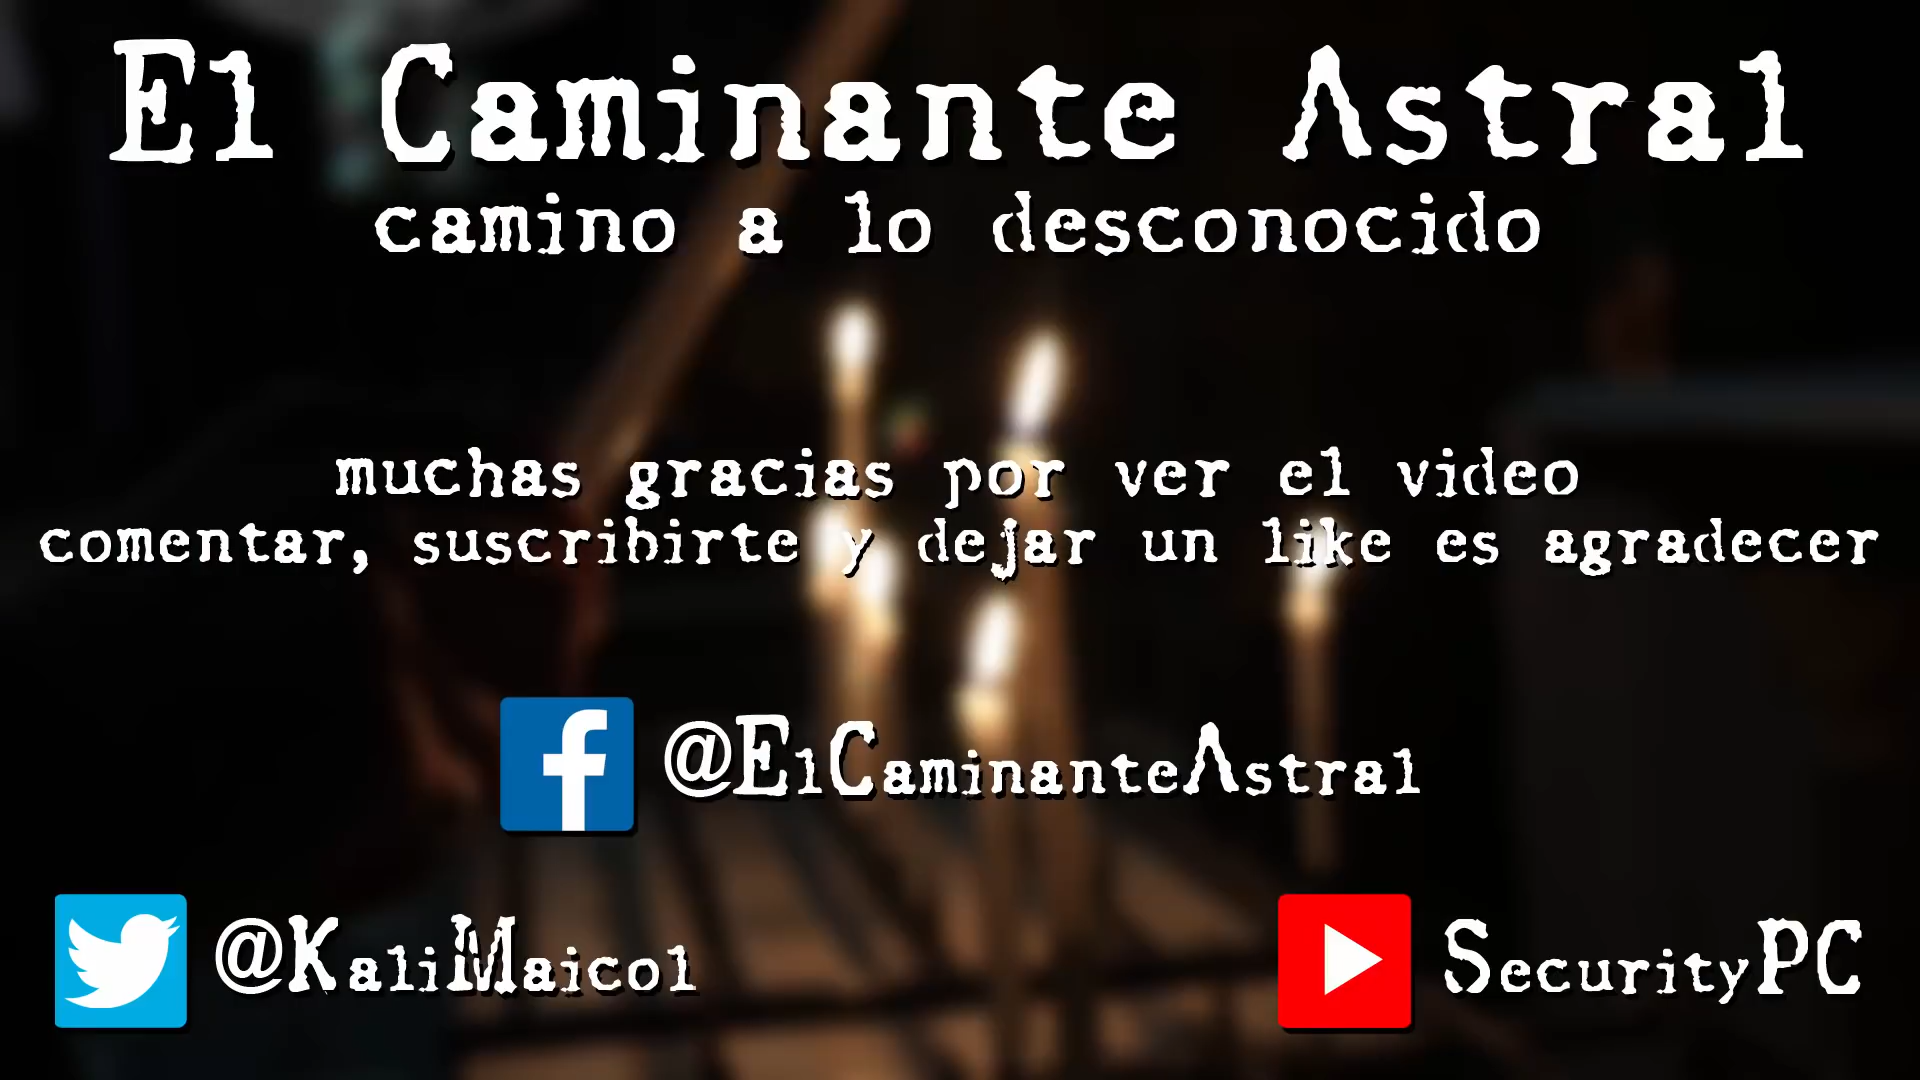 El Caminante Astral
camino a lo desconocido
muchas gracias por ver el video
comentar, suscribirte y dejar un like es agradecer
@ElCaminanteAstral
@KaliMaicol
SecurityPC